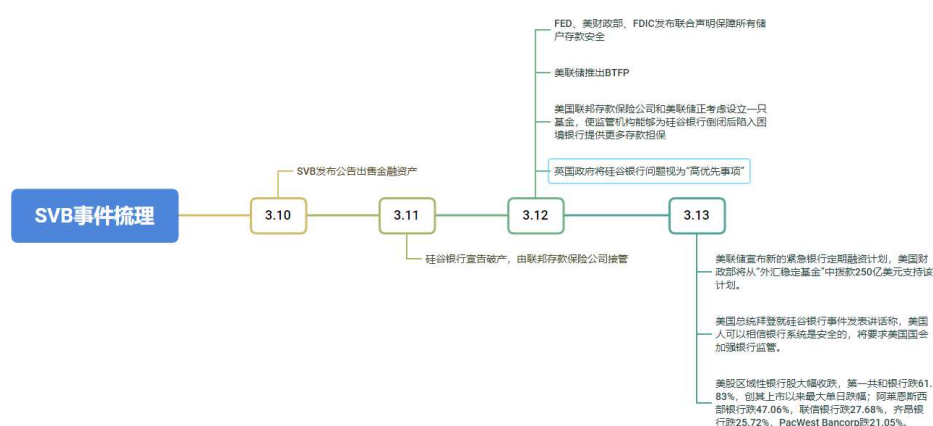 SVB事件梳理
3.10
SVB发布公告出售金融资产
3.11
硅谷银行宣告破产，由联邦存款保险公司接管
3.12
FED、美财政部、FDIC发布联合声明保障所有储
户存款安全
美联储推出BTFP
美国联邦存款保险公司和美联储正考虑设立一只
基金，使监管机构能够为硅谷银行倒闭后陷入困
境银行提供更多存款担保
英国政府将硅谷银行问题视为“高优先事项”
3.13
美联储宣布新的紧急银行定期融资计划，美国财
政部将从“外汇稳定基金”中拨款250亿美元支持该
计划。
美国总统拜登就硅谷银行事件发表讲话称，美国
人可以相信银行系统是安全的，将要求美国国会
加强银行监管。
美股区域性银行股大幅收跌，第一共和银行跌61.
83%，创其上市以来最大单日跌幅；阿莱恩斯西
部银行跌47.06%，联信银行跌27.68%，齐昂银
行跌25.72%，PacWest Bancorp跌21.05%。